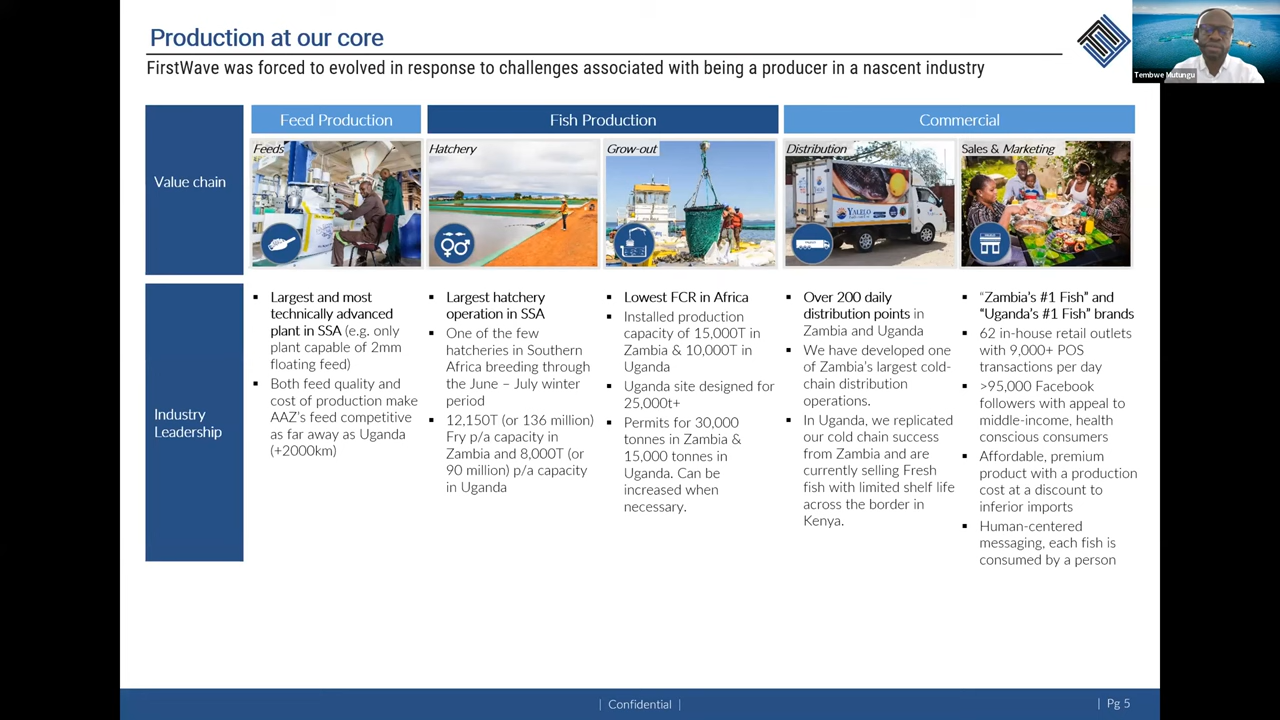 Production at our core
FirstWave was forced to evolved in response to challenges associated with being a producer in a nascent industry
Tembwe Mutungu
Feed Production
Fish Production
Commercial
Value chain
Feeds
Hatchery
Grow-out
Distribution
Sales & Marketing
YALELO
Industry
Leadership
▪ Largest and most
technically advanced
plant in SSA (e.g. only
plant capable of 2mm
floating feed)
▪ Both feed quality and
cost of production make
AAZ's feed competitive
as far away as Uganda
(+2000km)
▪ Largest hatchery
operation in SSA
▪ One of the few
hatcheries in Southern
Africa breeding through
the June – July winter
period
▪ 12,150T (or 136 million)
Fry p/a capacity in
Zambia and 8,000T (or
90 million) p/a capacity
in Uganda
▪ Lowest FCR in Africa
▪ Installed production
capacity of 15,000T in
Zambia & 10,000T in
Uganda
▪ Uganda site designed for
25,000t+
▪ Permits for 30,000
tonnes in Zambia &
15,000 tonnes in
Uganda. Can be
increased when
necessary.
▪ Over 200 daily
distribution points in
Zambia and Uganda
▪ We have developed one
of Zambia's largest cold-
chain distribution
operations.
▪ In Uganda, we replicated
our cold chain success
from Zambia and are
currently selling Fresh
fish with limited shelf life
across the border in
Kenya.
▪ "Zambia's #1 Fish" and
"Uganda's #1 Fish" brands
▪ 62 in-house retail outlets
with 9,000+ POS
transactions per day
▪ >95,000 Facebook
followers with appeal to
middle-income, health
conscious consumers
▪ Affordable, premium
product with a production
cost at a discount to
inferior imports
▪ Human-centered
messaging, each fish is
consumed by a person
| Confidential |
| Pg 5